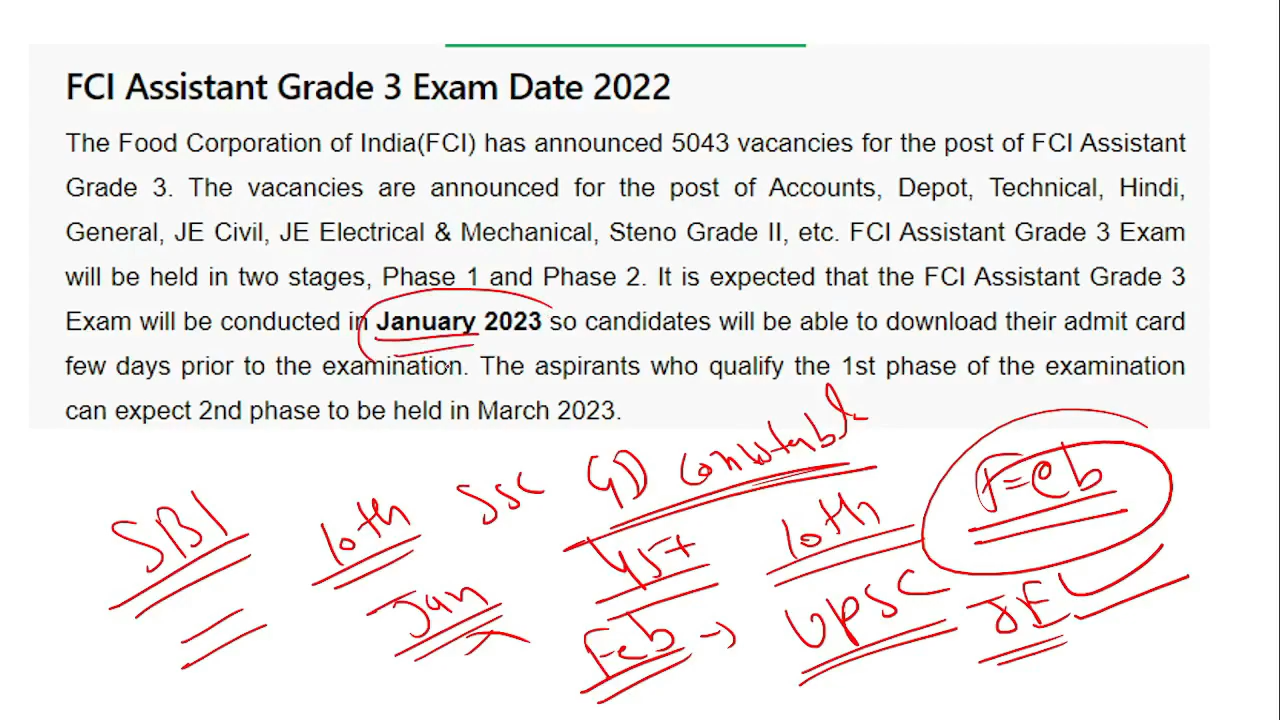 FCI Assistant Grade 3 Exam Date 2022
The Food Corporation of India(FCI) has announced 5043 vacancies for the post of FCI Assistant
Grade 3. The vacancies are announced for the post of Accounts, Depot, Technical, Hindi,
General, JE Civil, JE Electrical & Mechanical, Steno Grade II, etc. FCI Assistant Grade 3 Exam
will be held in two stages, Phase 1 and Phase 2. It is expected that the FCI Assistant Grade 3
Exam will be conducted in January 2023 so candidates will be able to download their admit card
few days prior to the examination. The aspirants who qualify the 1st phase of the examination
can expect 2nd phase to be held in March 2023.
SBI 10th SSC GD Constable Feb
Jan 45+ 10th
Feb → UPSC JE